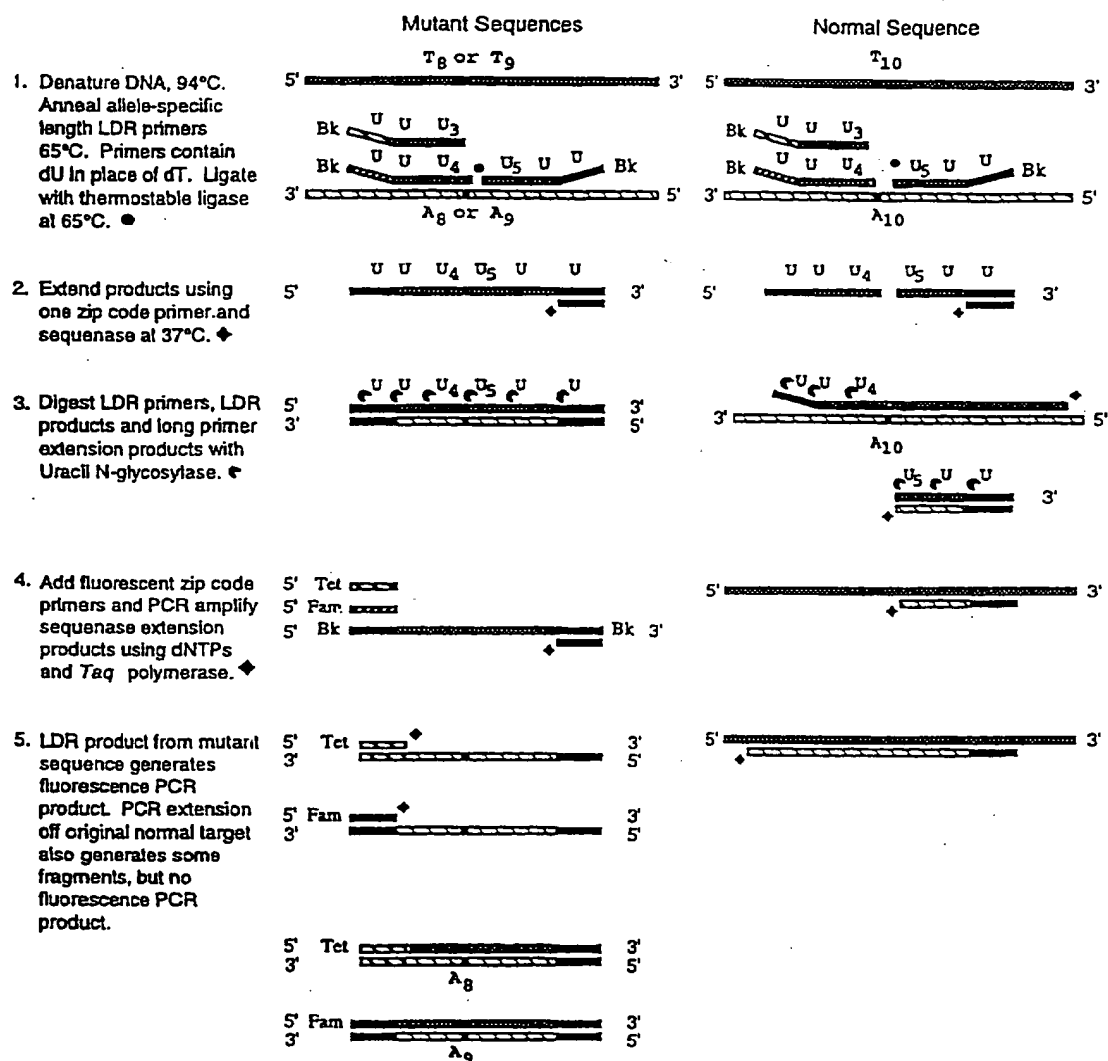 Mutant Sequences
Normal Sequence
T8 or T9
T10
1. Denature DNA, 94°C.
Anneal allele-specific
length LDR primers
65°C. Primers contain
dU in place of dT. Ligate
with thermostable ligase
at 65°C. ●
5' 3' 5' 3'
Bk U U U3 Bk U U U3
Bk U U U4 ● U5 U U Bk Bk U U U4 ● U5 U U Bk
3' 5' 3' 5'
A8 or A9 A10
2. Extend products using
one zip code primer.and
sequenase at 37°C. ✦
U U U4 U5 U U U U U4 U5 U U
5' 3' 5' 3'
3. Digest LDR primers, LDR
products and long primer
extension products with
Uracil N-glycosylase.
U U U4 U5 U U U U U4
5' 3'
3' 5' 3' 5'
A10
U5 U U
3'
4. Add fluorescent zip code
primers and PCR amplify
sequenase extension
products using dNTPs
and Taq polymerase. ✦
5' Tet
5' Fam
5' Bk Bk 3'
5' 3'
5. LDR product from mutant
sequence generates
fluorescence PCR
product. PCR extension
off original normal target
also generates some
fragments, but no
fluorescence PCR
product.
5' Tet 3' 5' 3'
3' 5'
5' Fam 3'
3' 5'
5' Tet 3'
3' 5'
A8
5' Fam 3'
3' 5'
A9